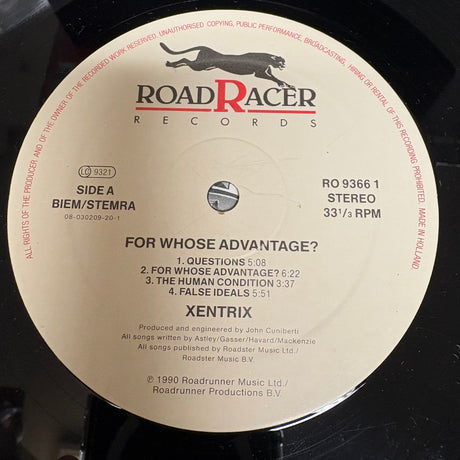 ALL RIGHTS OF THE PRODUCER AND OF THE OWNER OF THE RECORDED WORK RESERVED. UNAUTHORISED COPYING, PUBLIC PERFORMANCE, BROADCASTING, HIRING OR RENTAL OF THIS RECORDING PROHIBITED. MADE IN HOLLAND
ROADRACER
RECORDS
LC 9321
SIDE A
BIEM/STEMRA
08-030209-20-1
RO 9366 1
STEREO
33 1/3 RPM
FOR WHOSE ADVANTAGE?
1. QUESTIONS 5:08
2. FOR WHOSE ADVANTAGE? 6:22
3. THE HUMAN CONDITION 3:37
4. FALSE IDEALS 5:51
XENTRIX
Produced and engineered by John Cuniberti
All songs written by Astley/Gasser/Havard/Mackenzie
All songs published by Roadster Music Ltd./
Roadster Music B.V.
℗ 1990 Roadrunner Music Ltd./
Roadrunner Productions B.V.